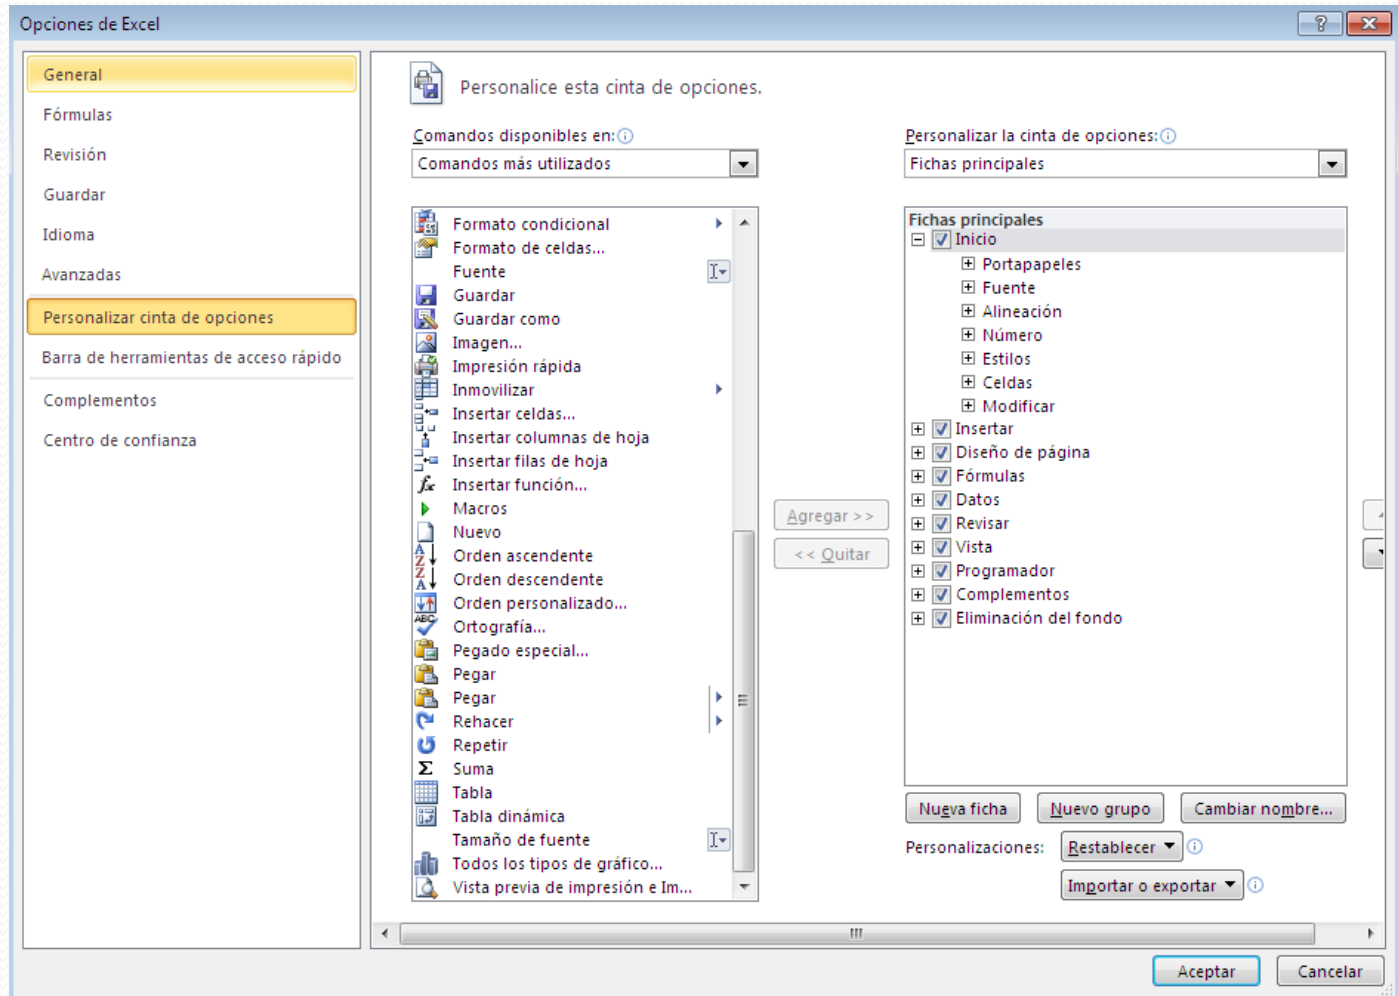 Opciones de Excel
General
Fórmulas
Revisión
Guardar
Idioma
Avanzadas
Personalizar cinta de opciones
Barra de herramientas de acceso rápido
Complementos
Centro de confianza
Personalice esta cinta de opciones.
Comandos disponibles en:
Comandos más utilizados
Formato condicional
Formato de celdas...
Fuente
Guardar
Guardar como
Imagen...
Impresión rápida
Inmovilizar
Insertar celdas...
Insertar columnas de hoja
Insertar filas de hoja
Insertar función...
Macros
Nuevo
Orden ascendente
Orden descendente
Orden personalizado...
Ortografía...
Pegado especial...
Pegar
Pegar
Rehacer
Repetir
Suma
Tabla
Tabla dinámica
Tamaño de fuente
Todos los tipos de gráfico...
Vista previa de impresión e Im...
Agregar >>
<< Quitar
Personalizar la cinta de opciones:
Fichas principales
Fichas principales
Inicio
Portapapeles
Fuente
Alineación
Número
Estilos
Celdas
Modificar
Insertar
Diseño de página
Fórmulas
Datos
Revisar
Vista
Programador
Complementos
Eliminación del fondo
Nueva ficha
Nuevo grupo
Cambiar nombre...
Personalizaciones:
Restablecer
Importar o exportar
Aceptar
Cancelar